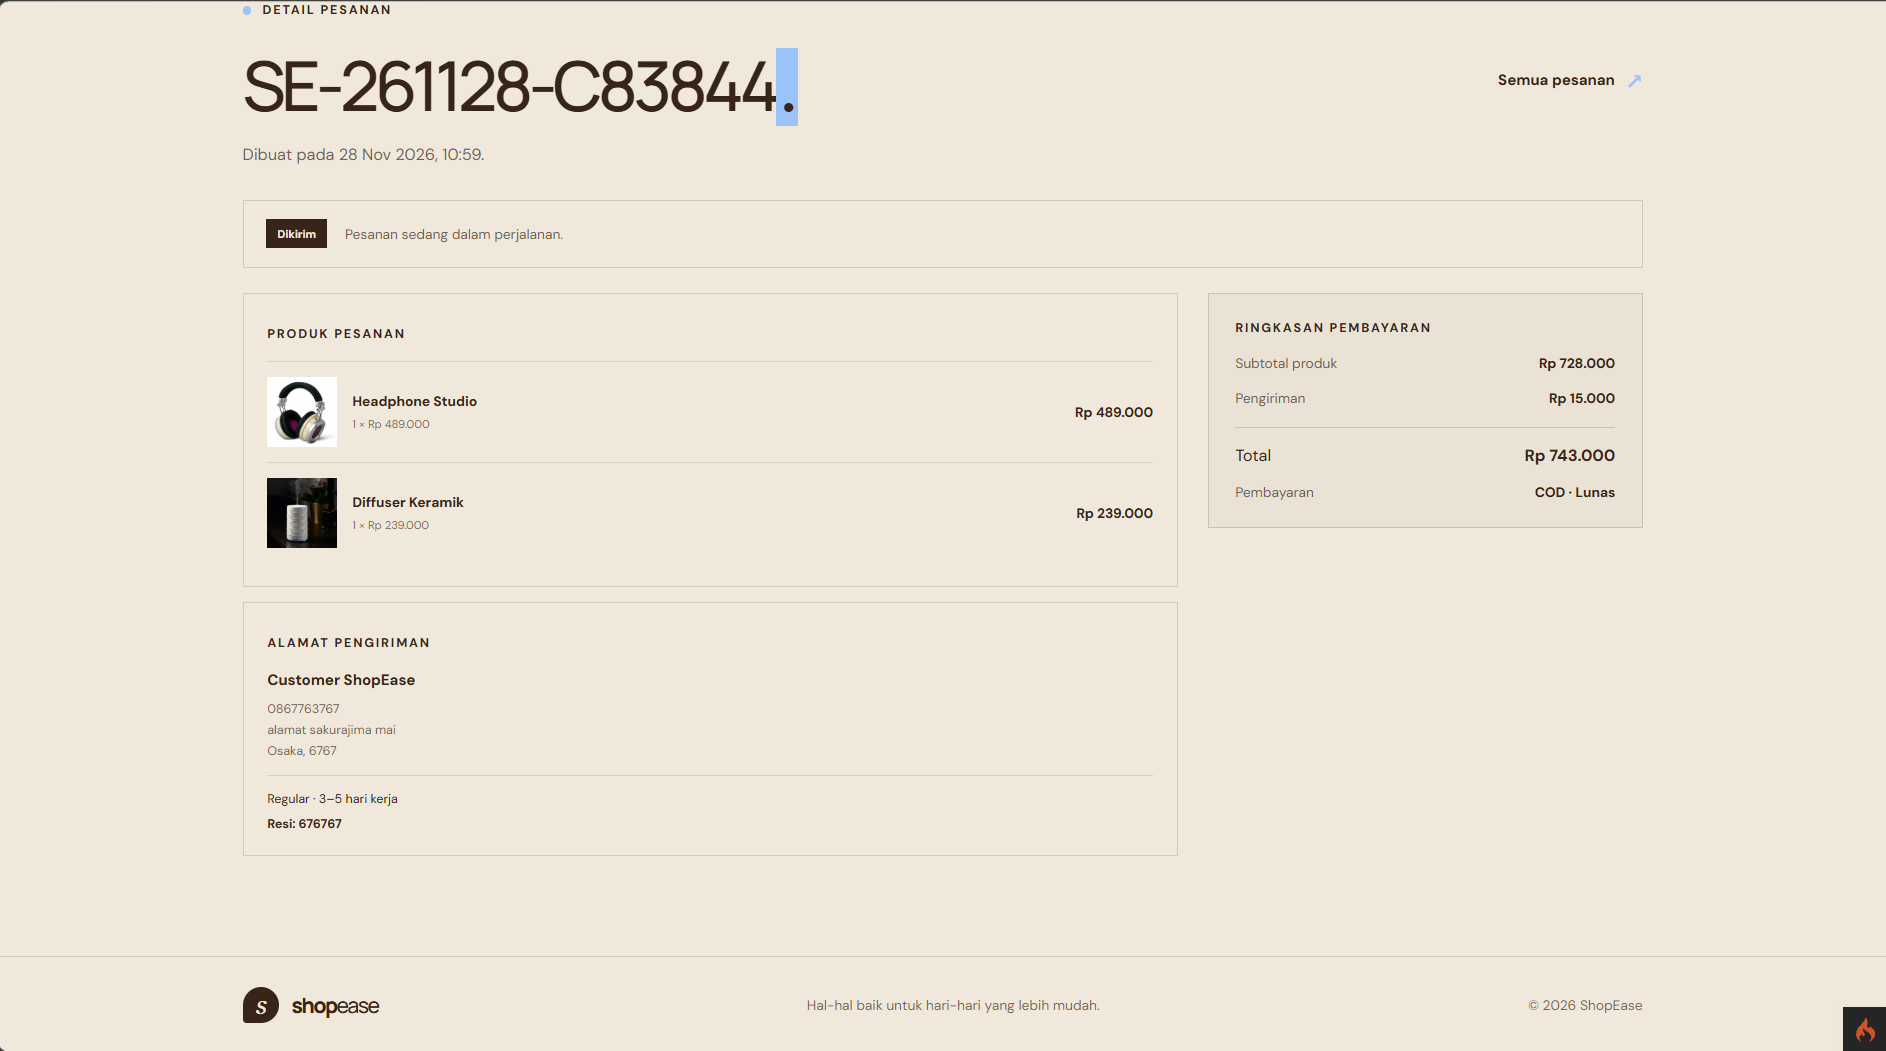 DETAIL PESANAN
SE-261128-C83844.
Semua pesanan ↗
Dibuat pada 28 Nov 2026, 10:59.
Dikirim Pesanan sedang dalam perjalanan.
PRODUK PESANAN
Headphone Studio
1 × Rp 489.000
Rp 489.000
Diffuser Keramik
1 × Rp 239.000
Rp 239.000
RINGKASAN PEMBAYARAN
Subtotal produk Rp 728.000
Pengiriman Rp 15.000
Total Rp 743.000
Pembayaran COD · Lunas
ALAMAT PENGIRIMAN
Customer ShopEase
0867763767
alamat sakurajima mai
Osaka, 6767
Regular · 3–5 hari kerja
Resi: 676767
s shopease
Hal-hal baik untuk hari-hari yang lebih mudah.
© 2026 ShopEase